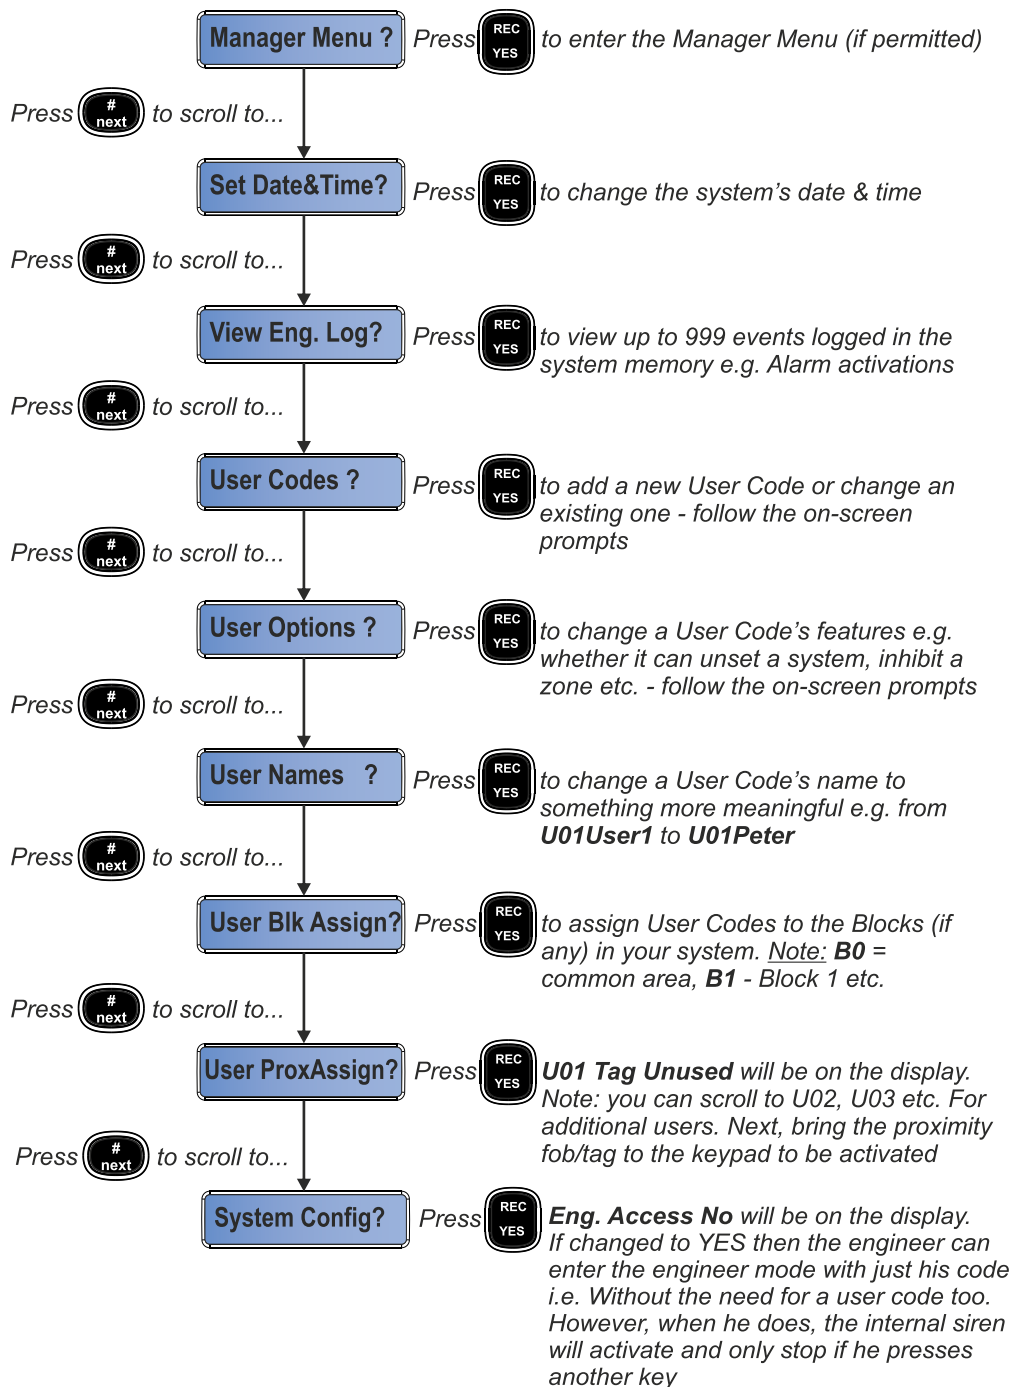 Manager Menu ? Press REC YES to enter the Manager Menu (if permitted)
Press # next to scroll to...
Set Date&Time? Press REC YES to change the system's date & time
Press # next to scroll to...
View Eng. Log? Press REC YES to view up to 999 events logged in the
system memory e.g. Alarm activations
Press # next to scroll to...
User Codes ? Press REC YES to add a new User Code or change an
existing one - follow the on-screen
prompts
Press # next to scroll to...
User Options ? Press REC YES to change a User Code's features e.g.
whether it can unset a system, inhibit a
zone etc. - follow the on-screen prompts
Press # next to scroll to...
User Names ? Press REC YES to change a User Code's name to
something more meaningful e.g. from
U01User1 to U01Peter
Press # next to scroll to...
User Blk Assign? Press REC YES to assign User Codes to the Blocks (if
any) in your system. Note: B0 =
common area, B1 - Block 1 etc.
Press # next to scroll to...
User ProxAssign? Press REC YES U01 Tag Unused will be on the display.
Note: you can scroll to U02, U03 etc. For
additional users. Next, bring the proximity
fob/tag to the keypad to be activated
Press # next to scroll to...
System Config? Press REC YES Eng. Access No will be on the display.
If changed to YES then the engineer can
enter the engineer mode with just his code
i.e. Without the need for a user code too.
However, when he does, the internal siren
will activate and only stop if he presses
another key